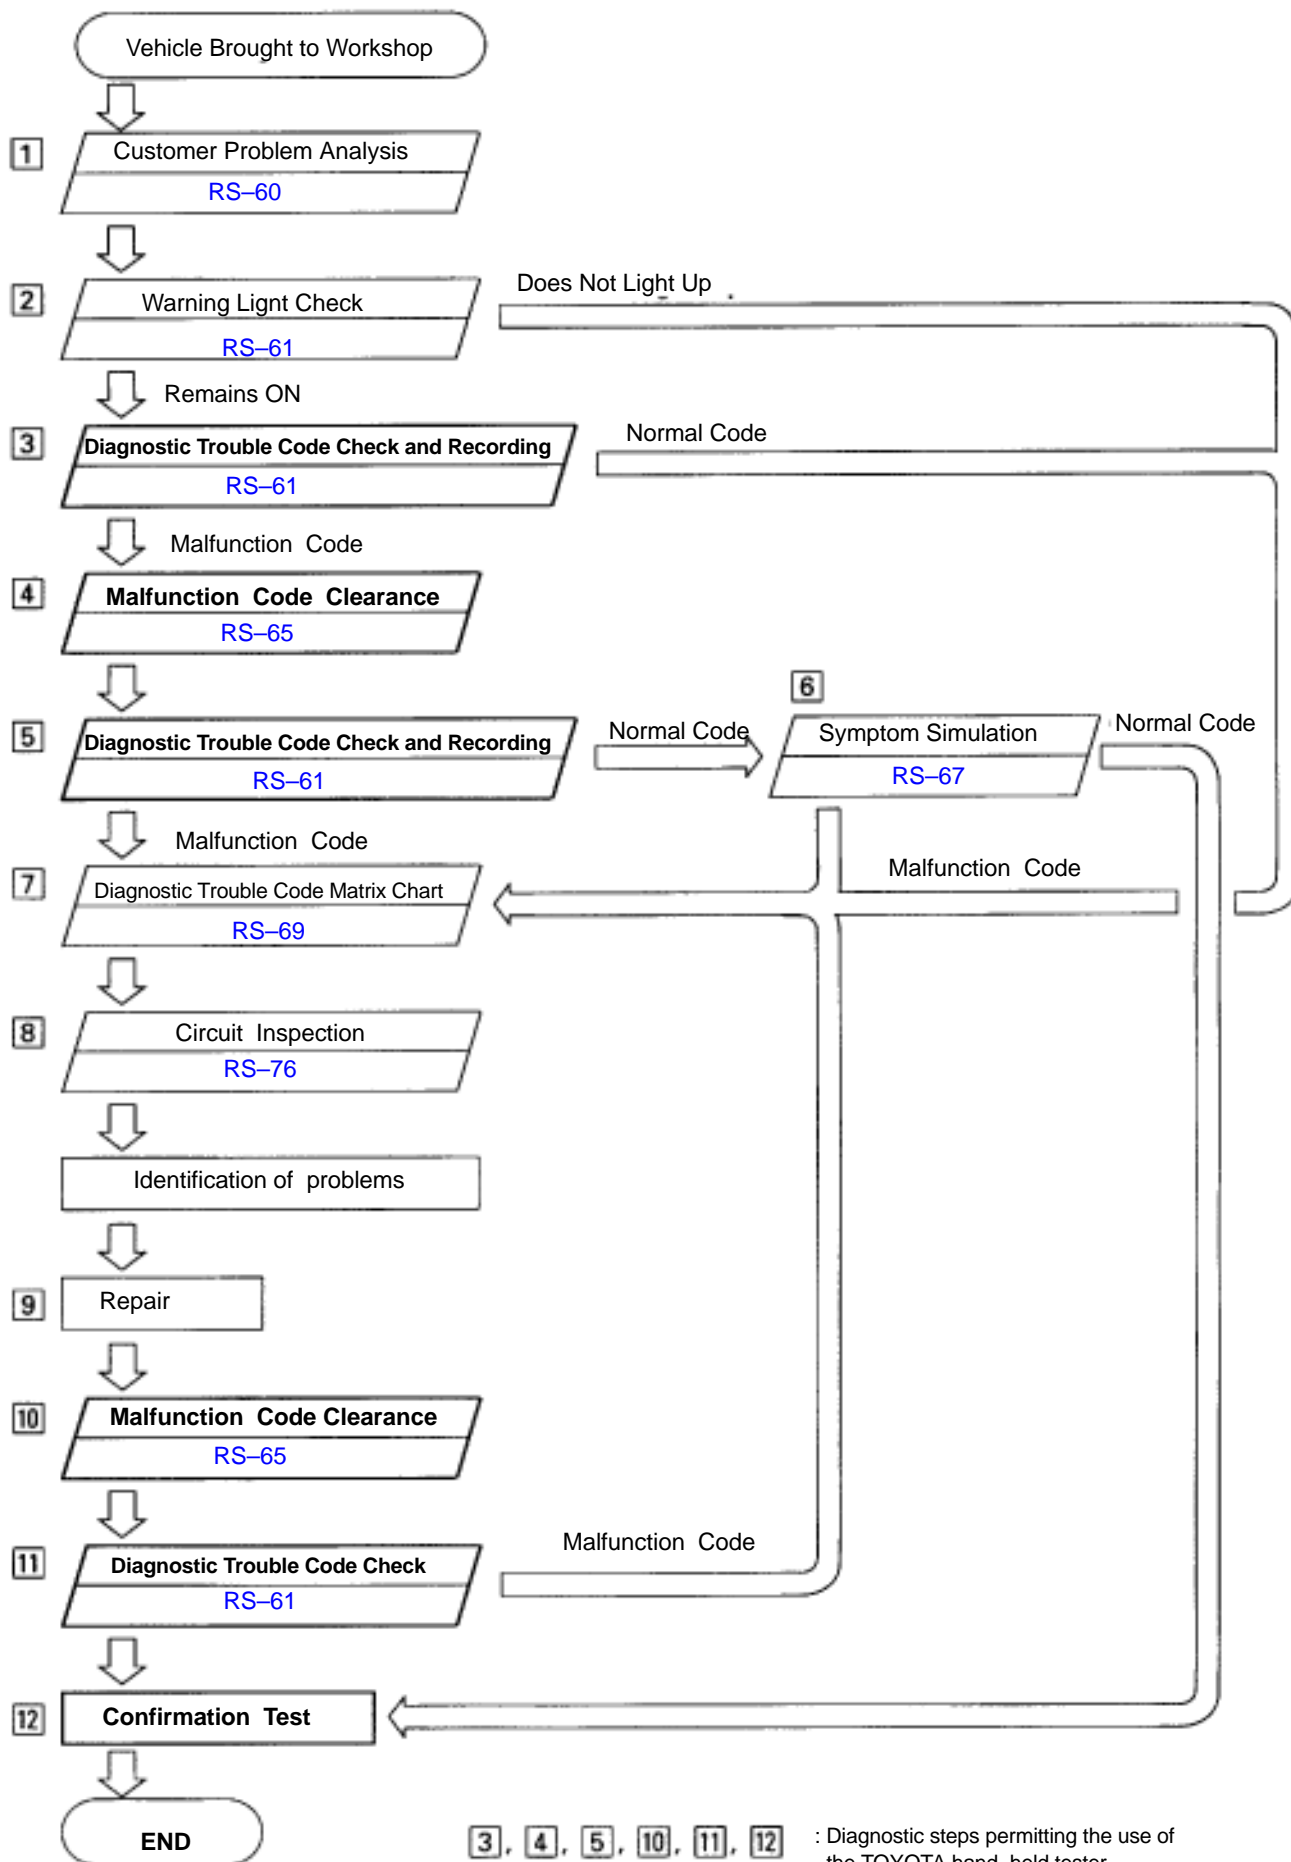 Vehicle Brought to Workshop
1
Customer Problem Analysis
RS–60
2
Warning Lignt Check
RS–61
Does Not Light Up
Remains ON
3
Diagnostic Trouble Code Check and Recording
RS–61
Normal Code
Malfunction Code
4
Malfunction Code Clearance
RS–65
5
Diagnostic Trouble Code Check and Recording
RS–61
Normal Code
6
Symptom Simulation
RS–67
Normal Code
Malfunction Code
7
Diagnostic Trouble Code Matrix Chart
RS–69
Malfunction Code
8
Circuit Inspection
RS–76
Identification of problems
9
Repair
10
Malfunction Code Clearance
RS–65
11
Diagnostic Trouble Code Check
RS–61
Malfunction Code
12
Confirmation Test
END
3, 4, 5, 10, 11, 12
: Diagnostic steps permitting the use of
the TOYOTA hand–held tester